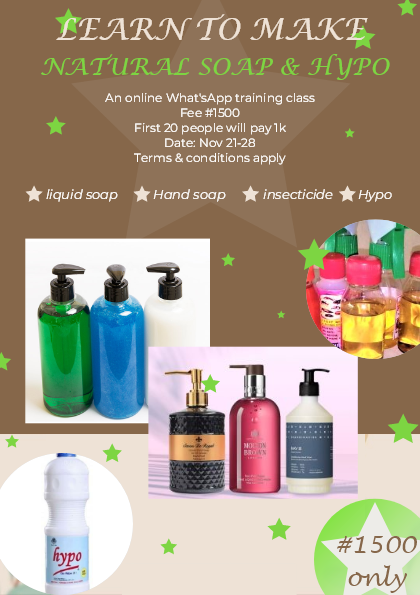 LEARN TO MAKE
NATURAL SOAP & HYPO
An online What'sApp training class
Fee #1500
First 20 people will pay 1k
Date: Nov 21-28
Terms & conditions apply
liquid soap
Hand soap
insecticide
Hypo
MOLTON
BROWN
hypo
#1500
only